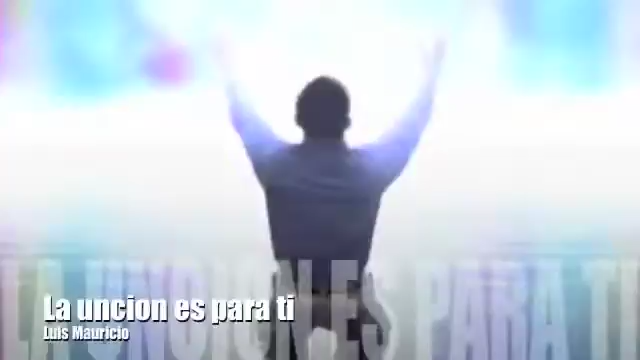 LA UNCION ES PARA TI
La uncion es para ti
Luis Mauricio